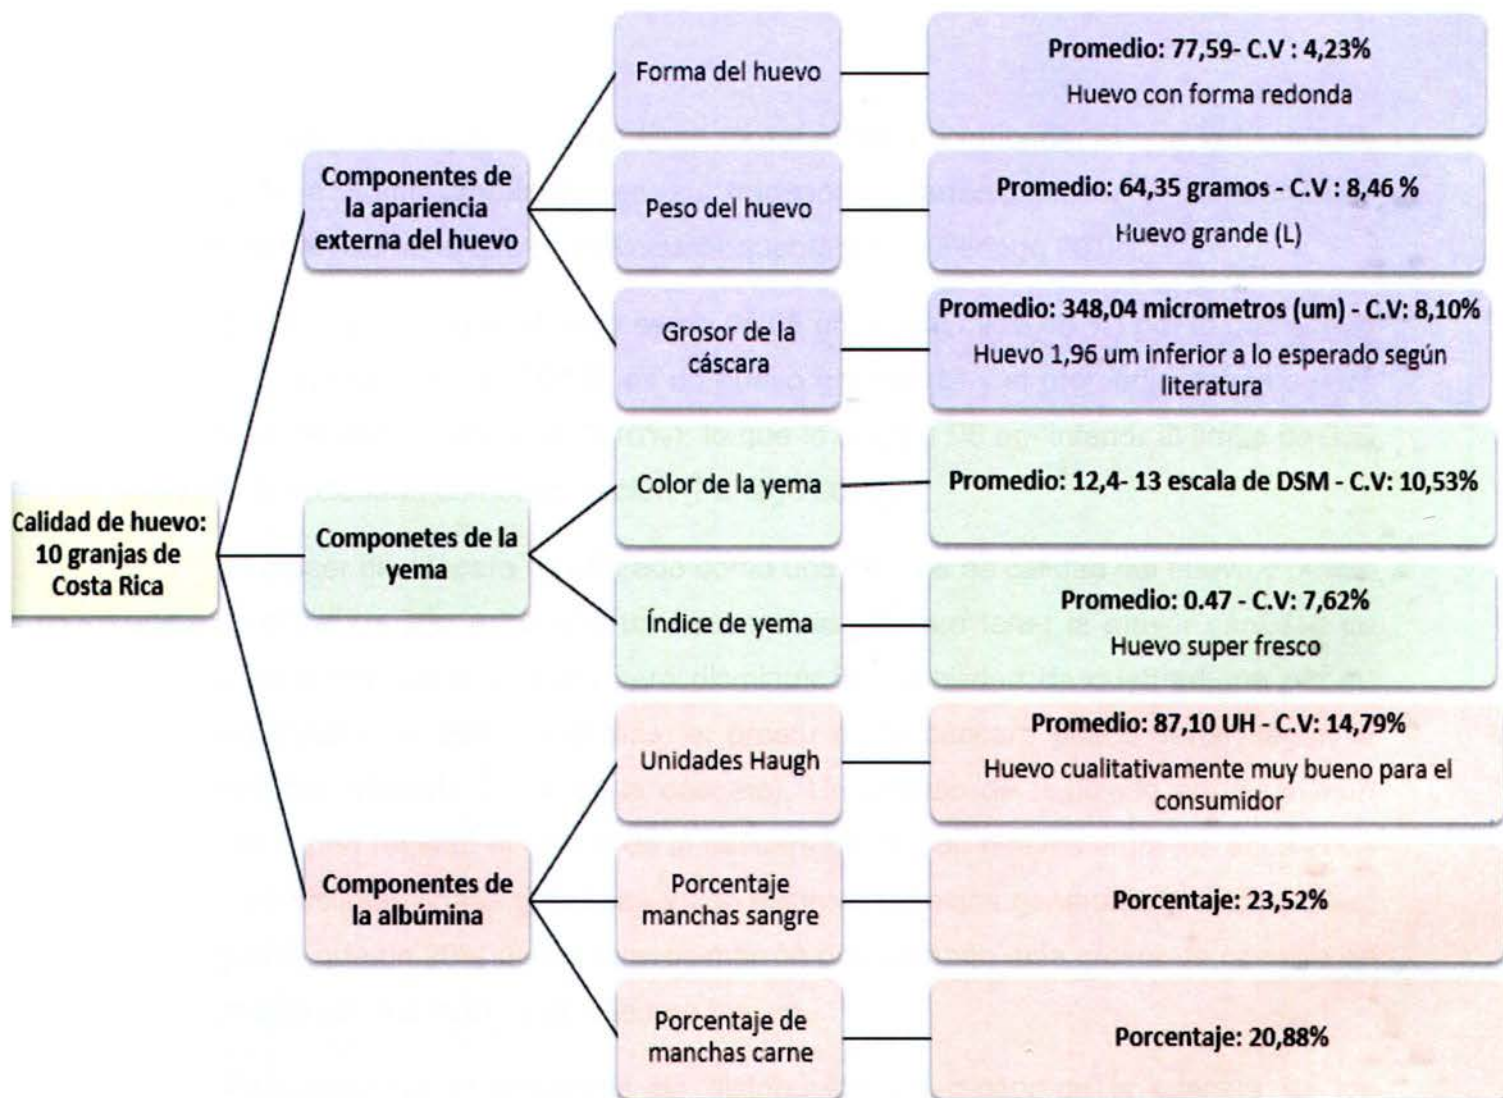 Calidad de huevo:
10 granjas de
Costa Rica
Componentes de
la apariencia
externa del huevo
Forma del huevo
Promedio: 77,59- C.V : 4,23%
Huevo con forma redonda
Peso del huevo
Promedio: 64,35 gramos - C.V : 8,46 %
Huevo grande (L)
Grosor de la
cáscara
Promedio: 348,04 micrometros (um) - C.V: 8,10%
Huevo 1,96 um inferior a lo esperado según
literatura
Componetes de la
yema
Color de la yema
Promedio: 12,4- 13 escala de DSM - C.V: 10,53%
Índice de yema
Promedio: 0.47 - C.V: 7,62%
Huevo super fresco
Componentes de
la albúmina
Unidades Haugh
Promedio: 87,10 UH - C.V: 14,79%
Huevo cualitativamente muy bueno para el
consumidor
Porcentaje
manchas sangre
Porcentaje: 23,52%
Porcentaje de
manchas carne
Porcentaje: 20,88%